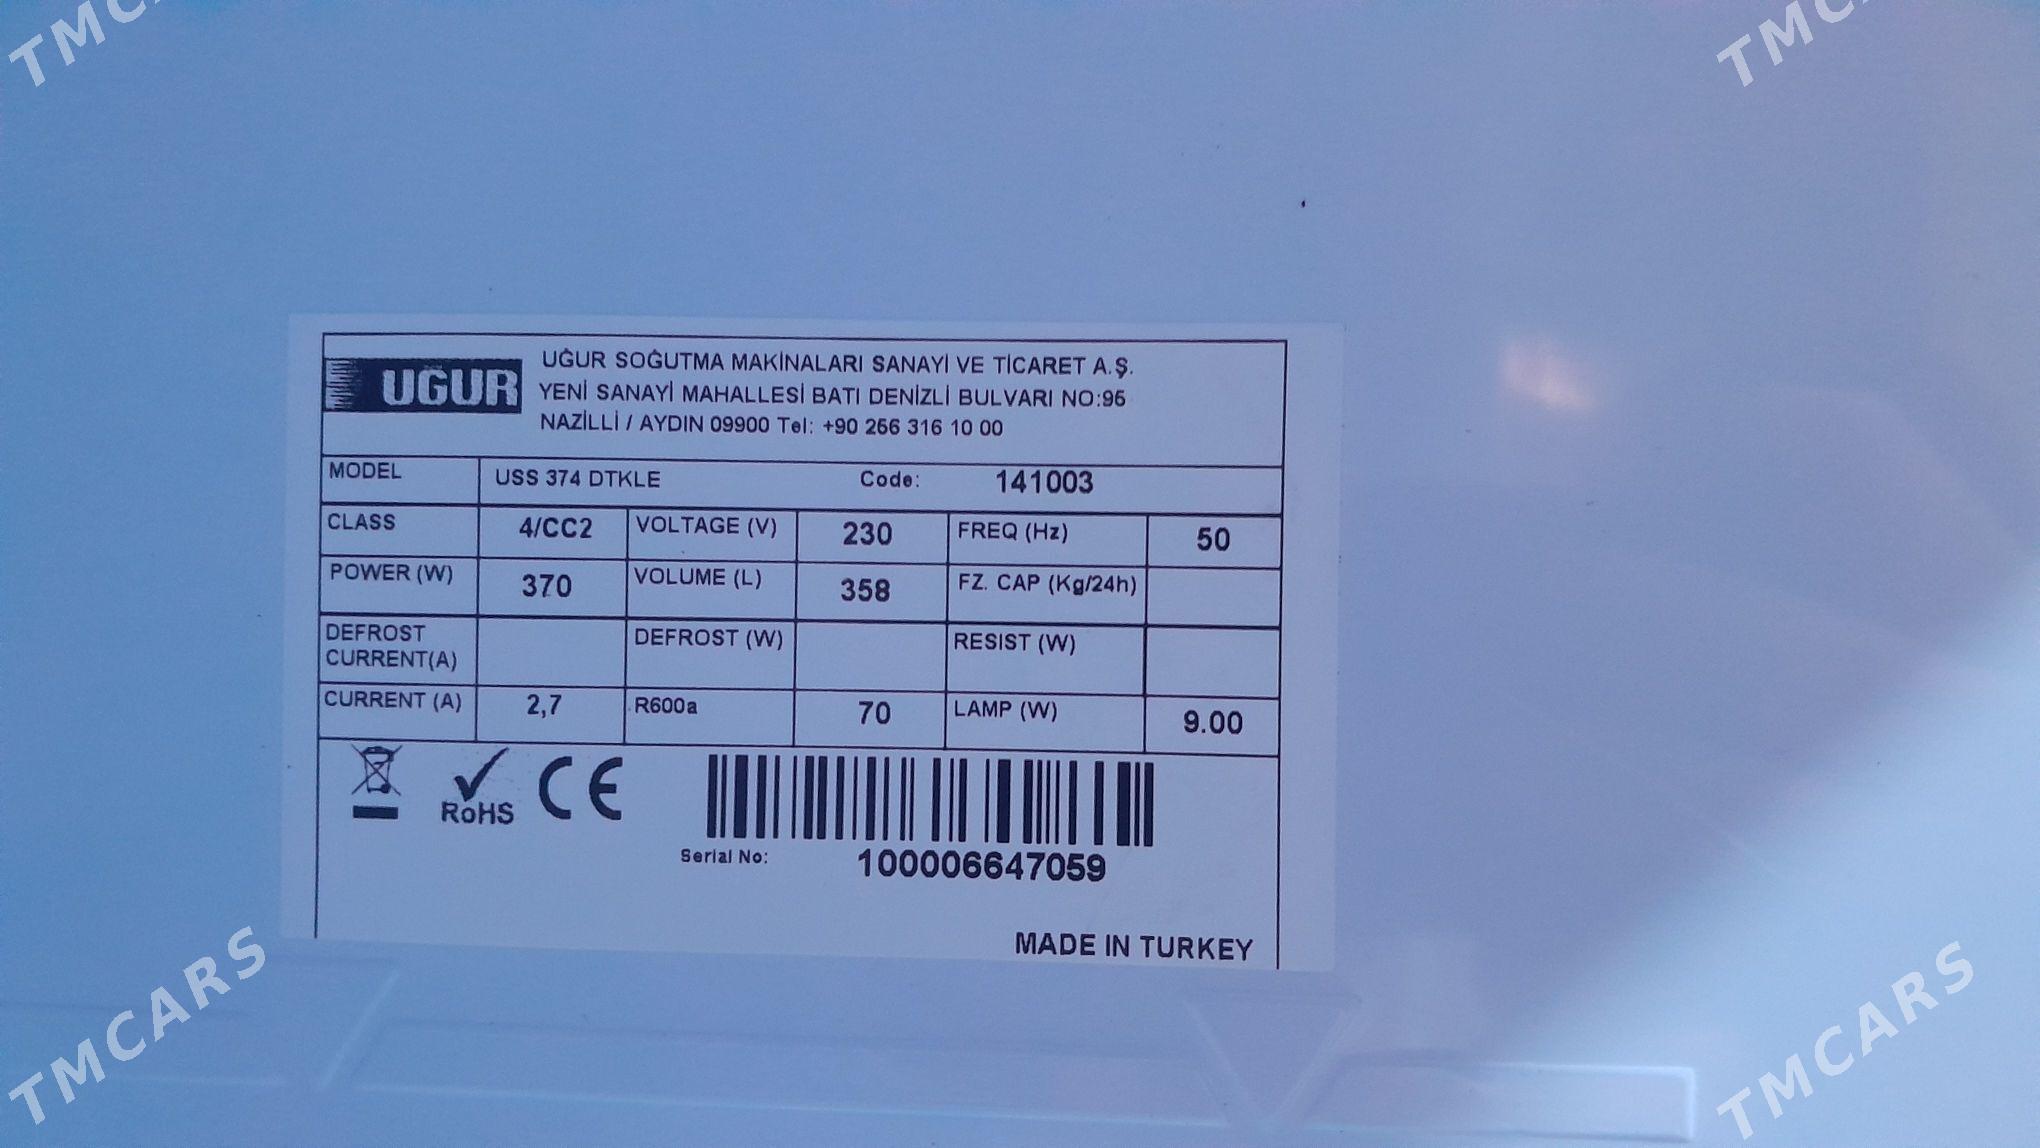 TMCARS
TMCARS
UĞUR
UĞUR SOĞUTMA MAKİNALARI SANAYİ VE TİCARET A.Ş.
YENİ SANAYİ MAHALLESİ BATI DENİZLİ BULVARI NO:95
NAZİLLİ / AYDIN 09900 Tel: +90 256 316 10 00
MODEL USS 374 DTKLE Code: 141003
CLASS 4/CC2 VOLTAGE (V) 230 FREQ (Hz) 50
POWER (W) 370 VOLUME (L) 358 FZ. CAP (Kg/24h)
DEFROST CURRENT(A) DEFROST (W) RESIST (W)
CURRENT (A) 2,7 R600a 70 LAMP (W) 9.00
RoHS CE
Serial No: 100006647059
MADE IN TURKEY
TMCARS
TMCARS